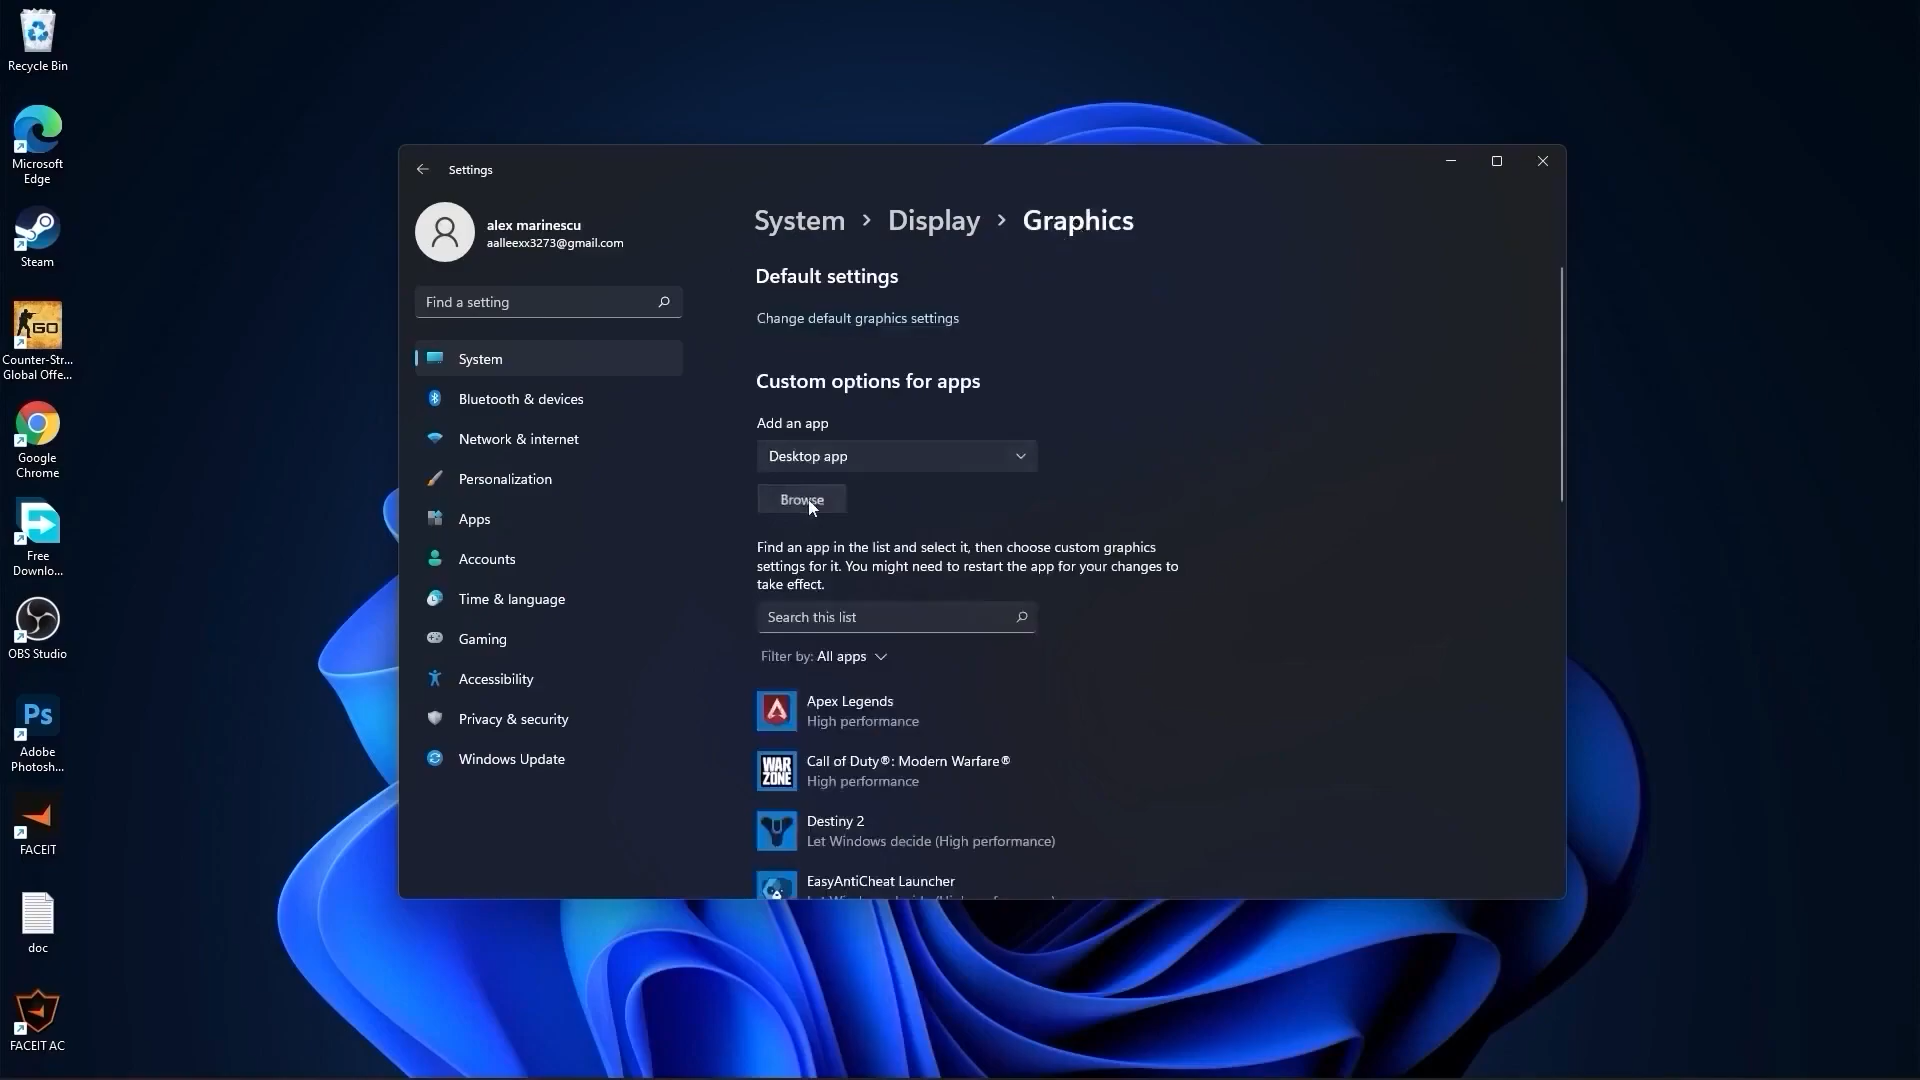 Recycle Bin
Microsoft
Edge
Steam
GO
Counter-Str...
Global Offe...
Google
Chrome
Free
Downlo...
OBS Studio
Ps
Adobe
Photosh...
FACEIT
doc
FACEIT AC
Settings
alex marinescu
aalleexx3273@gmail.com
Find a setting
System
Bluetooth & devices
Network & internet
Personalization
Apps
Accounts
Time & language
Gaming
Accessibility
Privacy & security
Windows Update
System > Display > Graphics
Default settings
Change default graphics settings
Custom options for apps
Add an app
Desktop app
Browse
Find an app in the list and select it, then choose custom graphics
settings for it. You might need to restart the app for your changes to
take effect.
Search this list
Filter by: All apps
Apex Legends
High performance
WAR
ZONE
Call of Duty®: Modern Warfare®
High performance
Destiny 2
Let Windows decide (High performance)
EasyAntiCheat Launcher